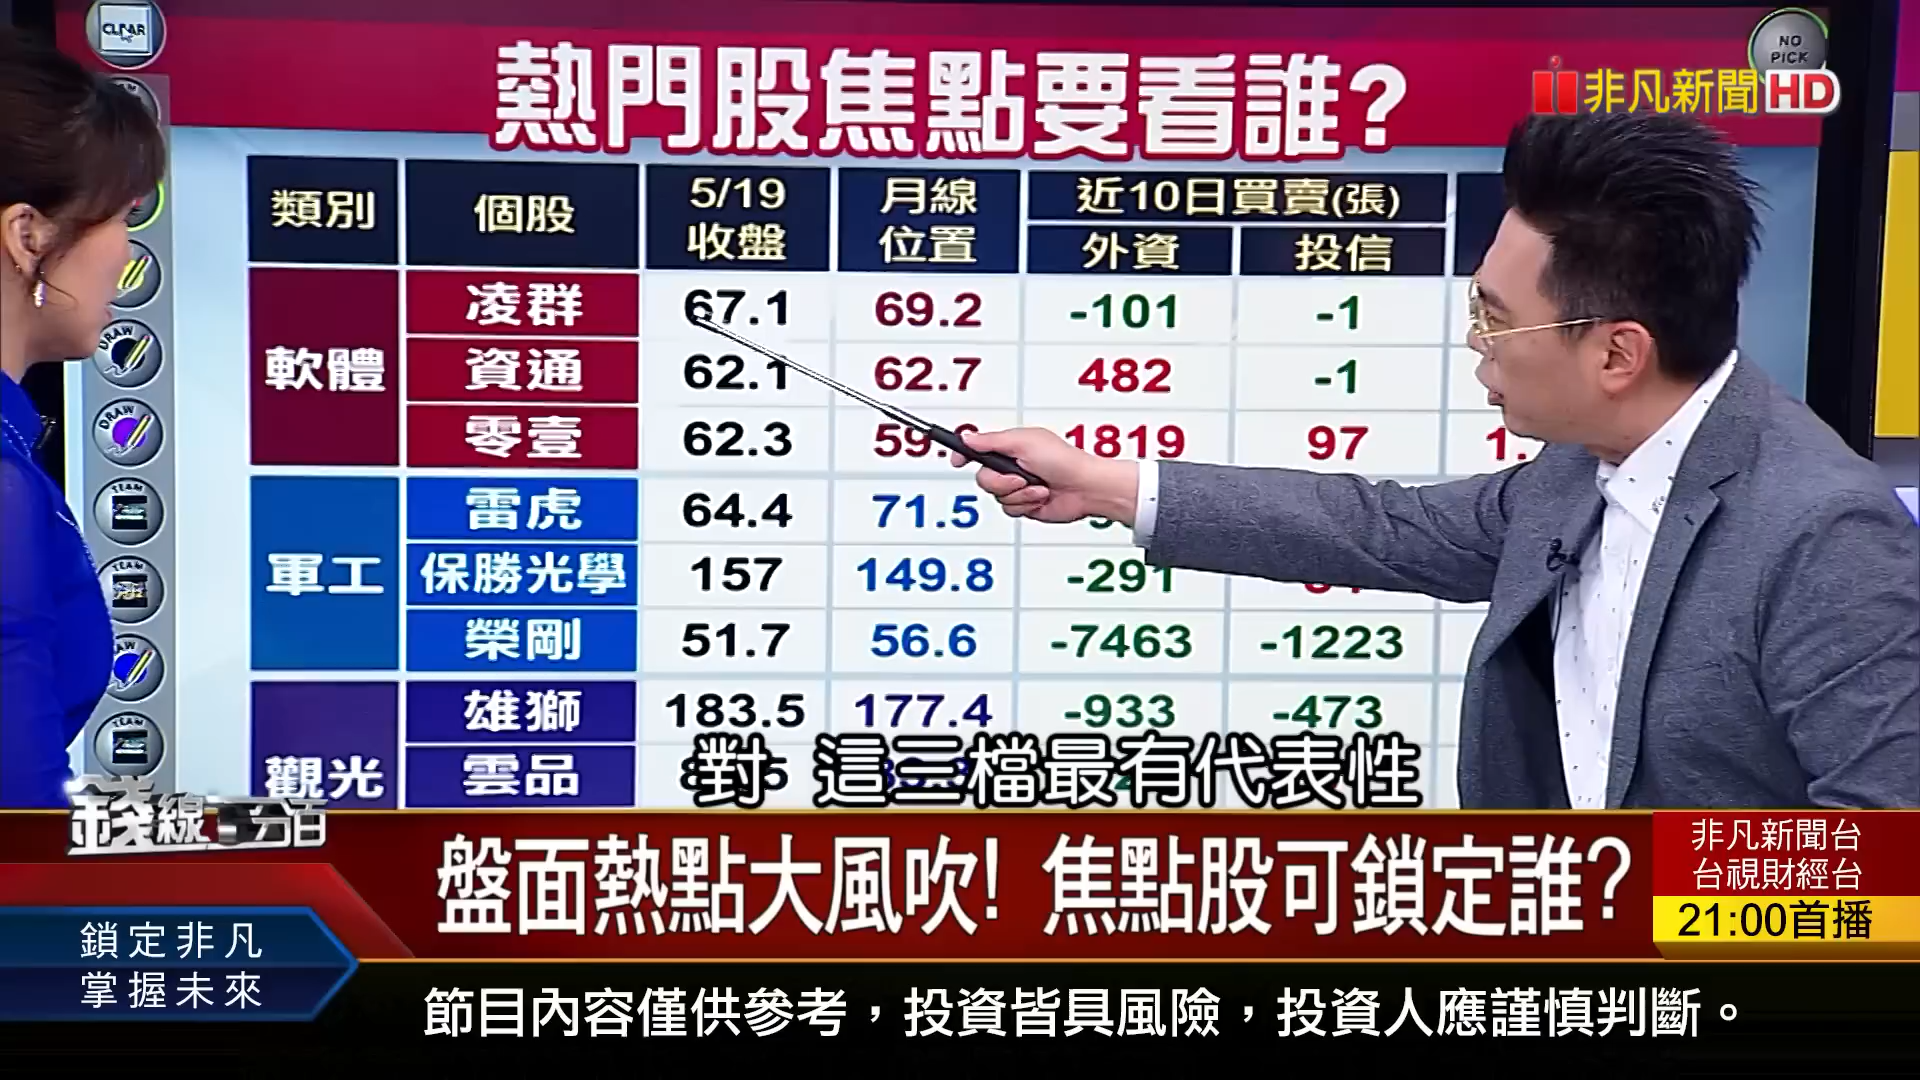 CLEAR
NO
PICK
熱門股焦點要看誰?
非凡新聞HD
類別 個股 5/19 收盤 月線 位置 近10日買賣(張)
外資 投信
軟體
凌群 67.1 69.2 -101 -1
資通 62.1 62.7 482 -1
零壹 62.3 1819 97
軍工
雷虎 64.4 71.5
保勝光學 157 149.8 -291
榮剛 51.7 56.6 -7463 -1223
觀光
雄獅 183.5 177.4 -933 -473
雲品
DRAW
DRAW
TEAM
TEAM
TEAM
對 這三檔最有代表性
錢線百分百
盤面熱點大風吹! 焦點股可鎖定誰?
非凡新聞台
台視財經台
21:00首播
鎖定非凡
掌握未來
節目內容僅供參考，投資皆具風險，投資人應謹慎判斷。